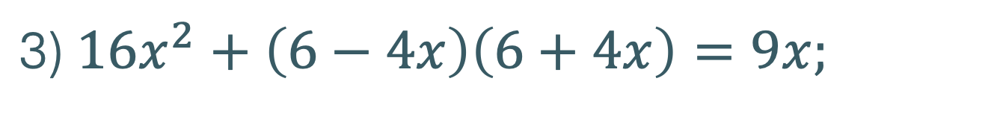 3) 16x² + (6 − 4x)(6 + 4x) = 9x;